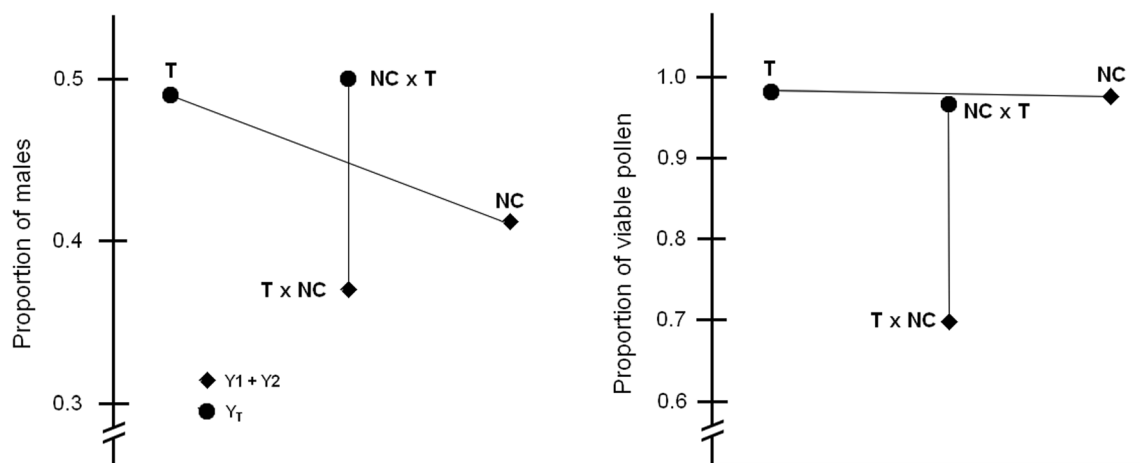 Proportion of males
0.5
0.4
0.3
T
NC x T
NC
T x NC
Y1 + Y2
Y_T
Proportion of viable pollen
1.0
0.9
0.8
0.7
0.6
T
NC
NC x T
T x NC